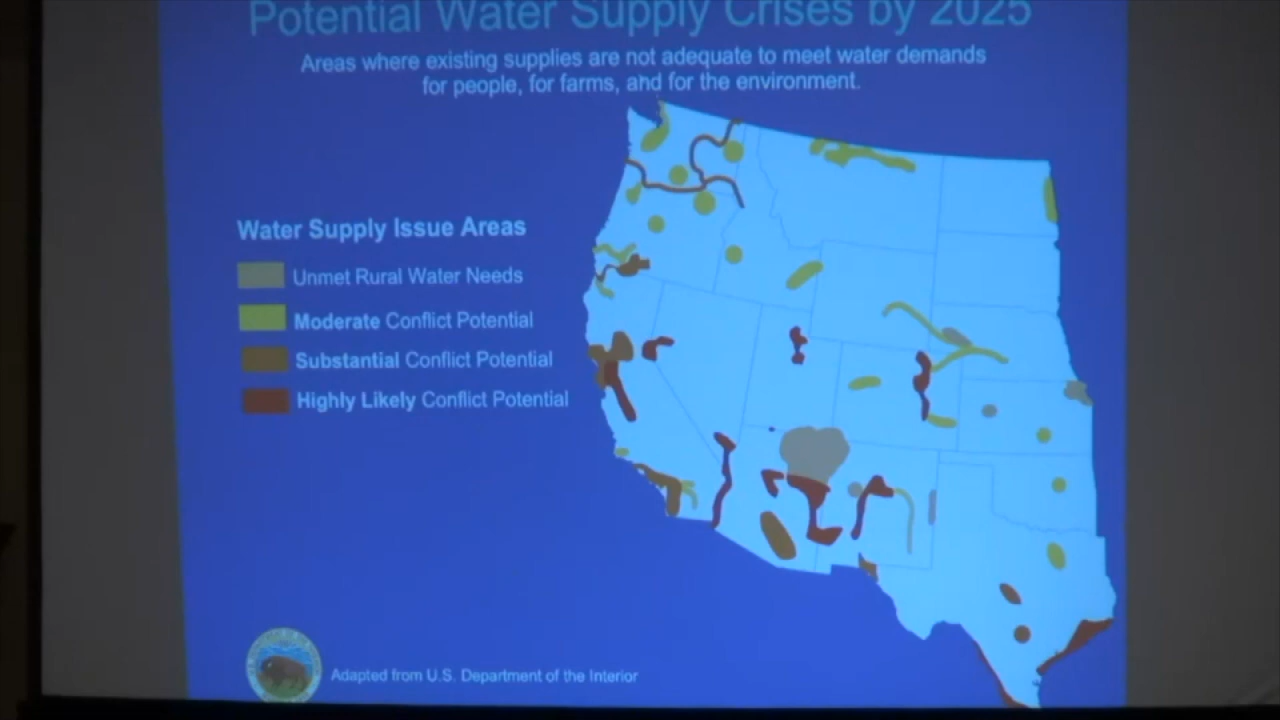 Potential Water Supply Crises by 2025
Areas where existing supplies are not adequate to meet water demands
for people, for farms, and for the environment.
Water Supply Issue Areas
Unmet Rural Water Needs
Moderate Conflict Potential
Substantial Conflict Potential
Highly Likely Conflict Potential
Adapted from U.S. Department of the Interior